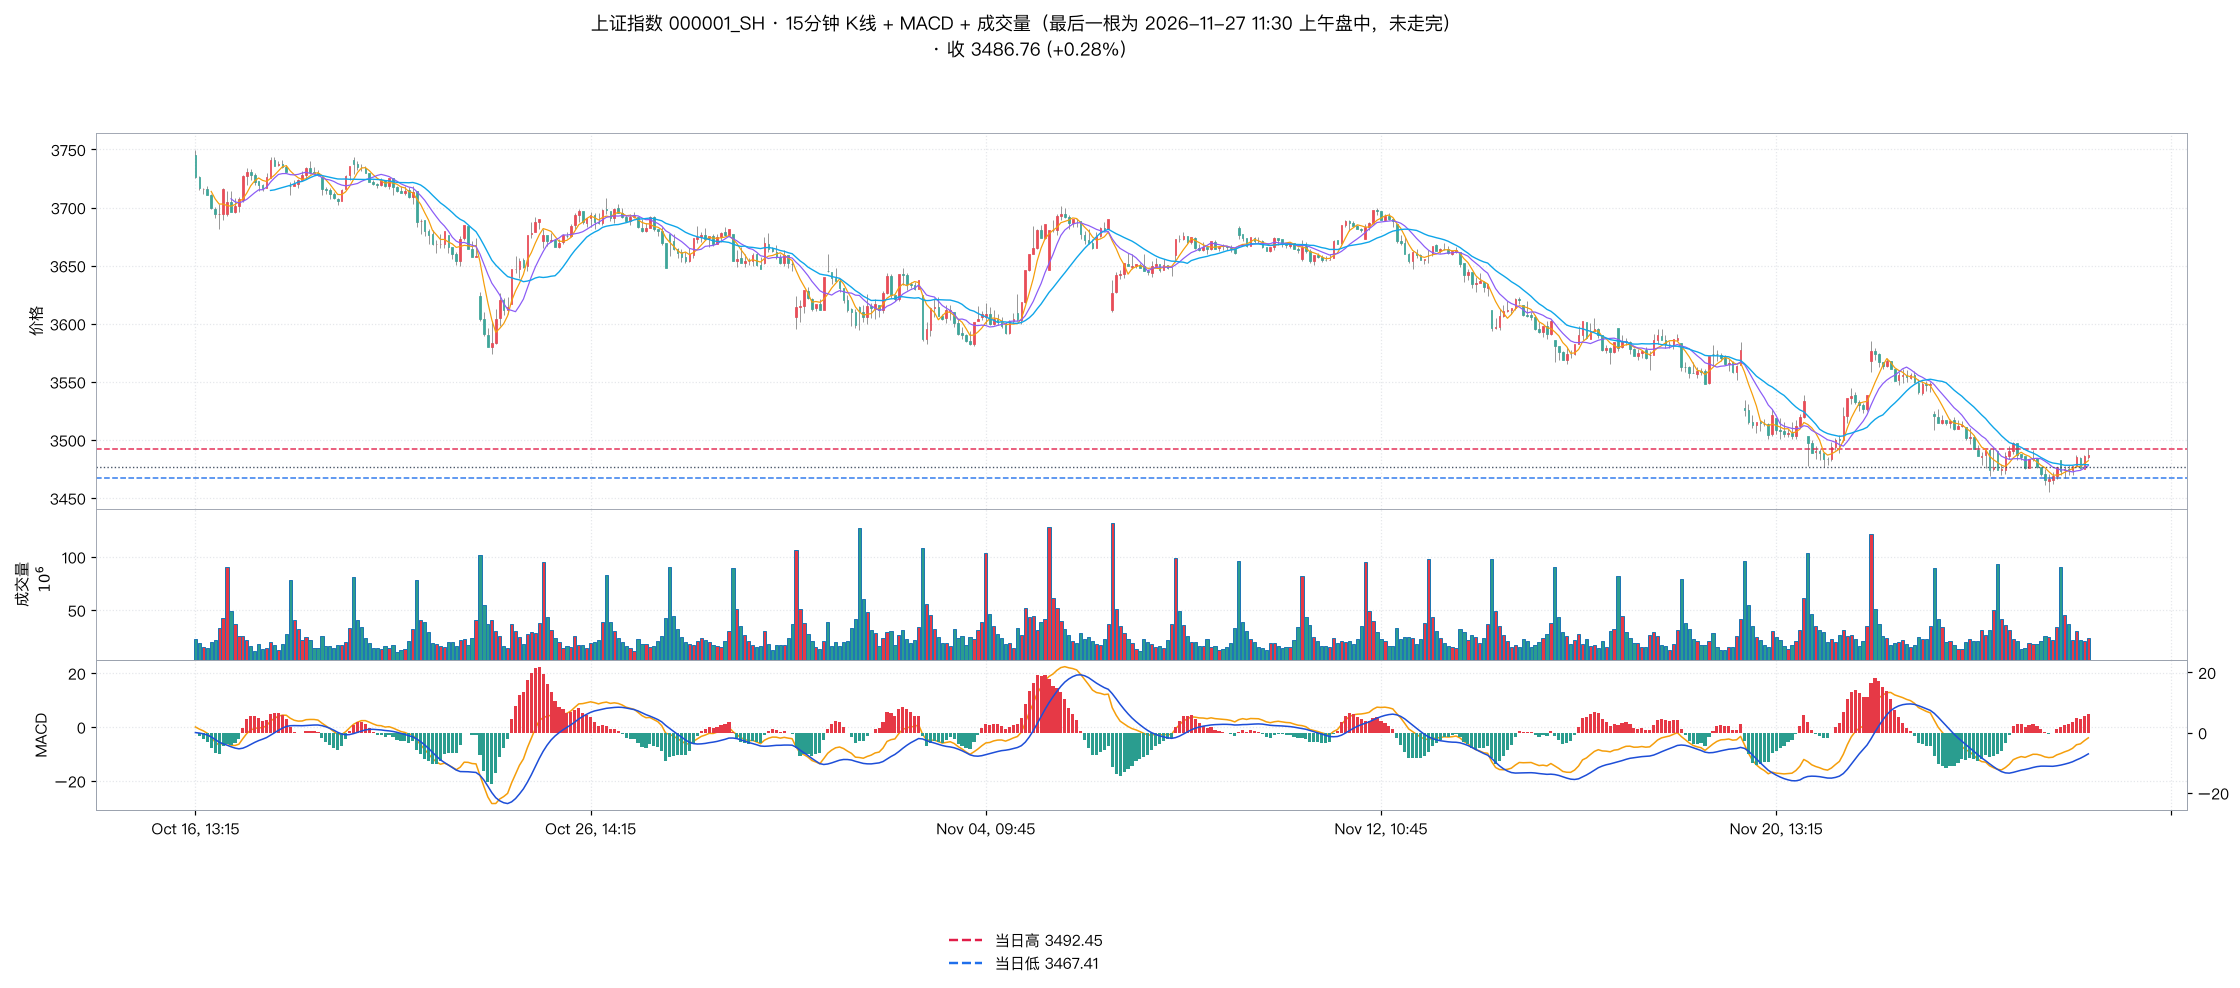 上证指数 000001_SH · 15分钟 K线 + MACD + 成交量（最后一根为 2026−11−27 11:30 上午盘中，未走完）
· 收 3486.76 (+0.28%)
3750
3700
3650
3600
3550
3500
3450
价格
100
50
成交量
10⁶
20
0
−20
MACD
20
0
−20
Oct 16, 13:15
Oct 26, 14:15
Nov 04, 09:45
Nov 12, 10:45
Nov 20, 13:15
当日高 3492.45
当日低 3467.41